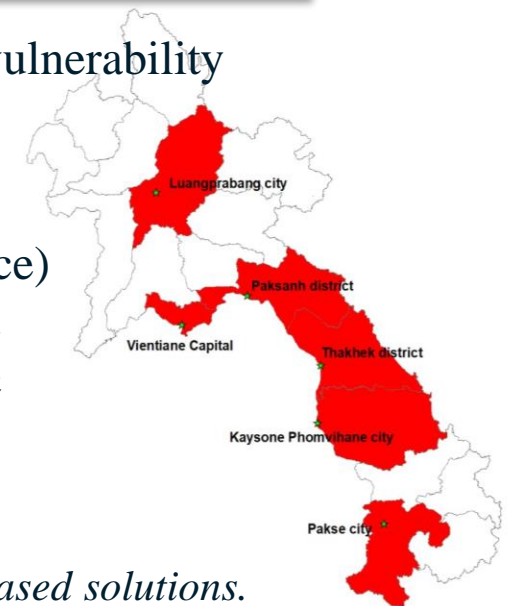 vulnerability
Luangprabang city
ce)
Paksanh district
Vientiane Capital
Thakhek district
Kaysone Phomvihane city
Pakse city
ased solutions.